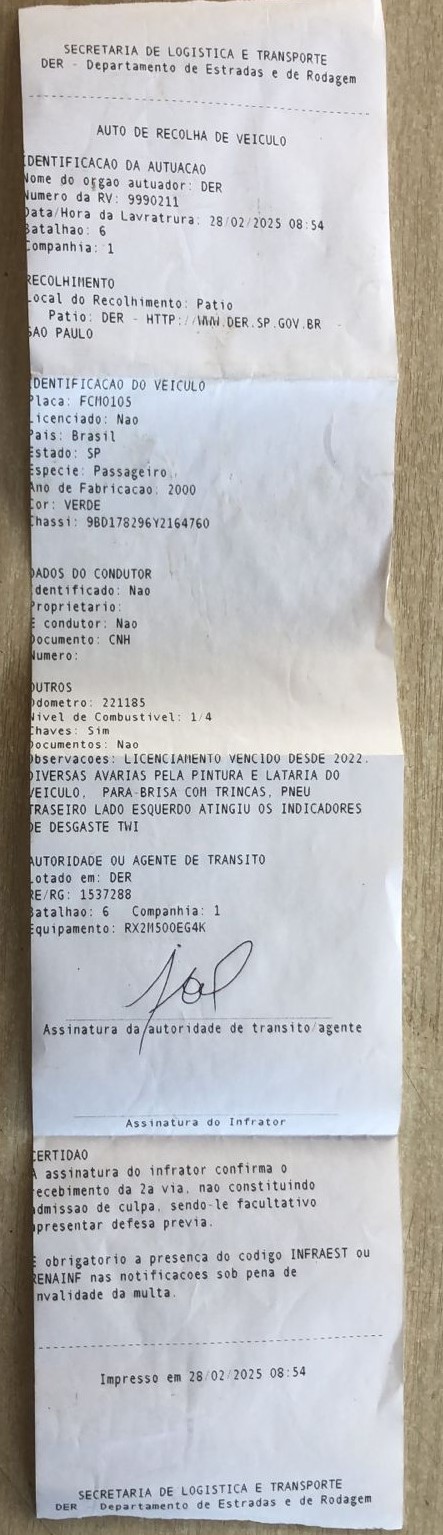 SECRETARIA DE LOGISTICA E TRANSPORTE
DER - Departamento de Estradas e de Rodagem
AUTO DE RECOLHA DE VEICULO
IDENTIFICACAO DA AUTUACAO
Nome do orgao autuador: DER
Numero da RV: 9990211
Data/Hora da Lavratrura: 28/02/2025 08:54
Batalhao: 6
Companhia: 1
RECOLHIMENTO
Local do Recolhimento: Patio
Patio: DER - HTTP://WWW.DER.SP.GOV.BR
SAO PAULO
IDENTIFICACAO DO VEICULO
Placa: FCM0105
Licenciado: Nao
Pais: Brasil
Estado: SP
Especie: Passageiro
Ano de Fabricacao: 2000
Cor: VERDE
Chassi: 9BD178296Y2164760
DADOS DO CONDUTOR
Identificado: Nao
Proprietario:
E condutor: Nao
Documento: CNH
Numero:
OUTROS
Odometro: 221185
Nivel de Combustivel: 1/4
Chaves: Sim
Documentos: Nao
Observacoes: LICENCIAMENTO VENCIDO DESDE 2022.
DIVERSAS AVARIAS PELA PINTURA E LATARIA DO
VEICULO, PARA-BRISA COM TRINCAS, PNEU
TRASEIRO LADO ESQUERDO ATINGIU OS INDICADORES
DE DESGASTE TWI
AUTORIDADE OU AGENTE DE TRANSITO
Lotado em: DER
RE/RG: 1537288
Batalhao: 6 Companhia: 1
Equipamento: RX2M500EG4K
Assinatura da autoridade de transito/agente
Assinatura do Infrator
CERTIDAO
A assinatura do infrator confirma o
recebimento da 2a via, nao constituindo
admissao de culpa, sendo-le facultativo
apresentar defesa previa.
E obrigatorio a presenca do codigo INFRAEST ou
RENAINF nas notificacoes sob pena de
invalidade da multa.
Impresso em 28/02/2025 08:54
SECRETARIA DE LOGISTICA E TRANSPORTE
DER - Departamento de Estradas e de Rodagem